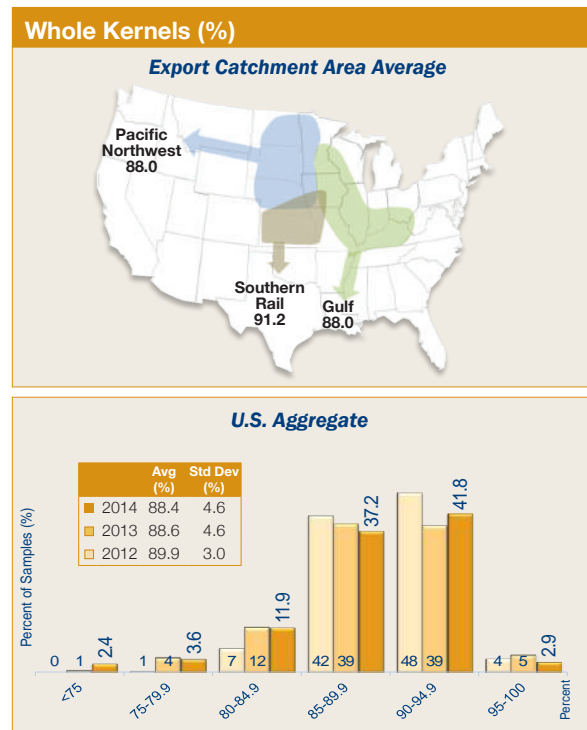 Whole Kernels (%)
Export Catchment Area Average
Pacific
Northwest
88.0
Southern
Rail
91.2
Gulf
88.0
U.S. Aggregate
Avg Std Dev
(%) (%)
2014 88.4 4.6
2013 88.6 4.6
2012 89.9 3.0
Percent of Samples (%)
0 1 2.4
1 4 3.6
7 12 11.9
42 39 37.2
48 39 41.8
4 5 2.9
<75 75-79.9 80-84.9 85-89.9 90-94.9 95-100
Percent